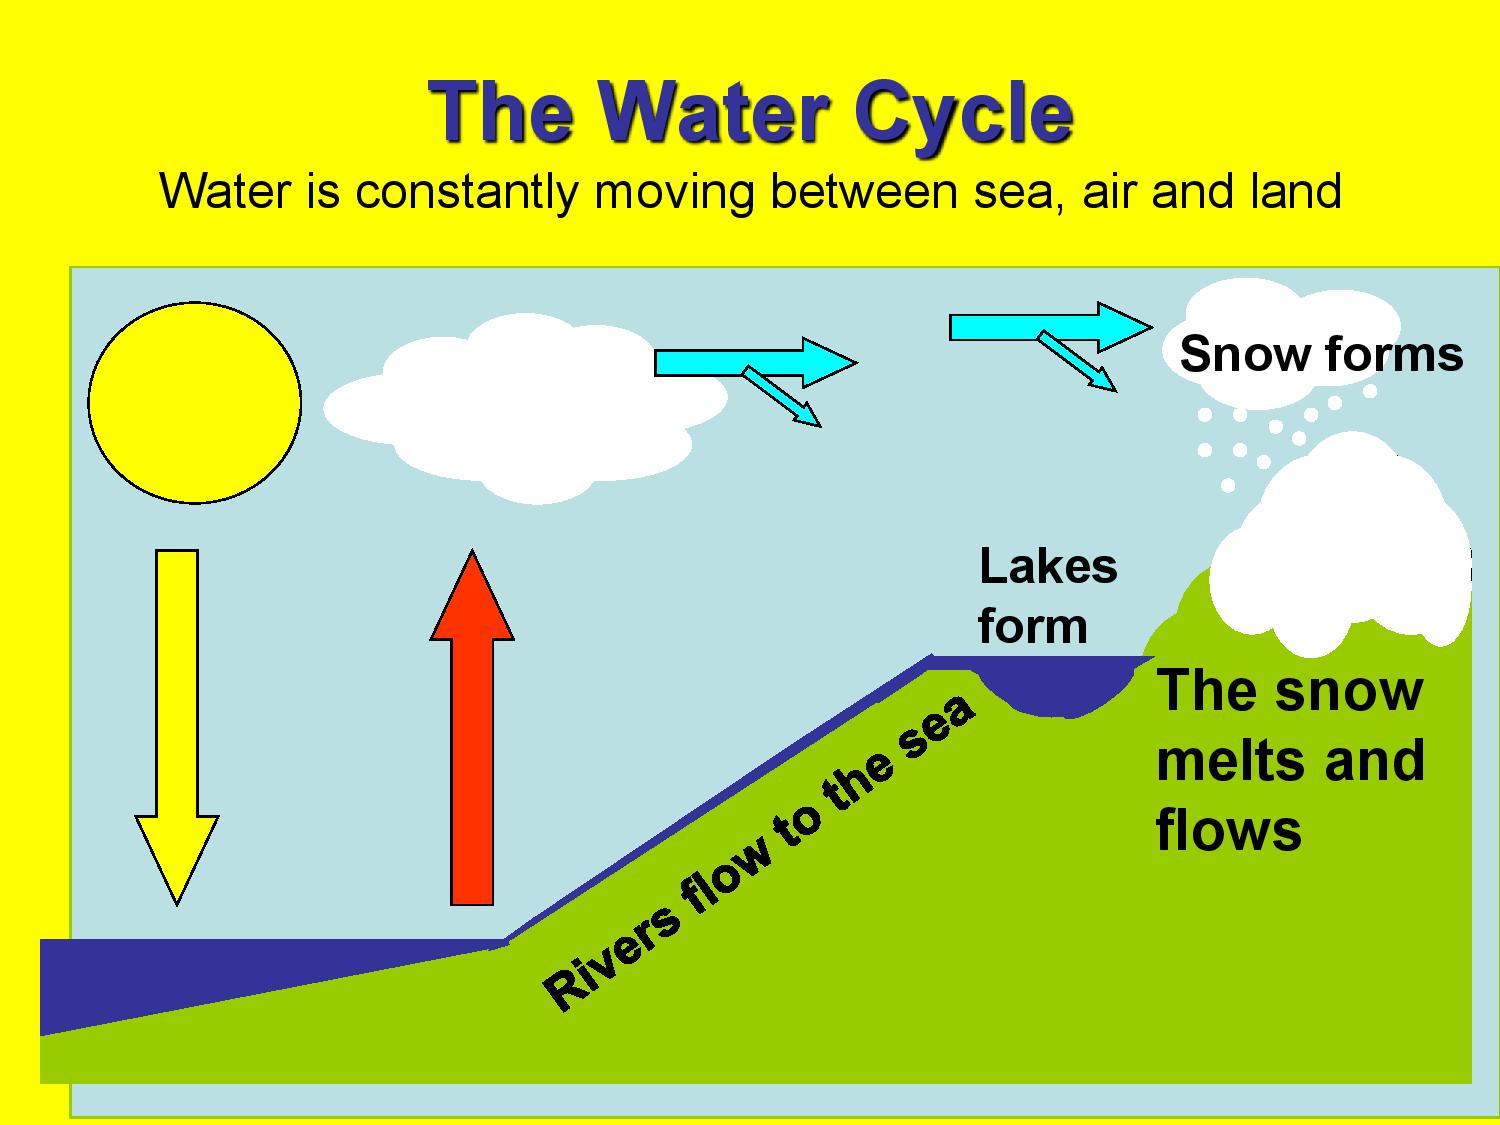 The Water Cycle
Water is constantly moving between sea, air and land
Snow forms
Lakes
form
The snow
melts and
flows
Rivers flow to the sea